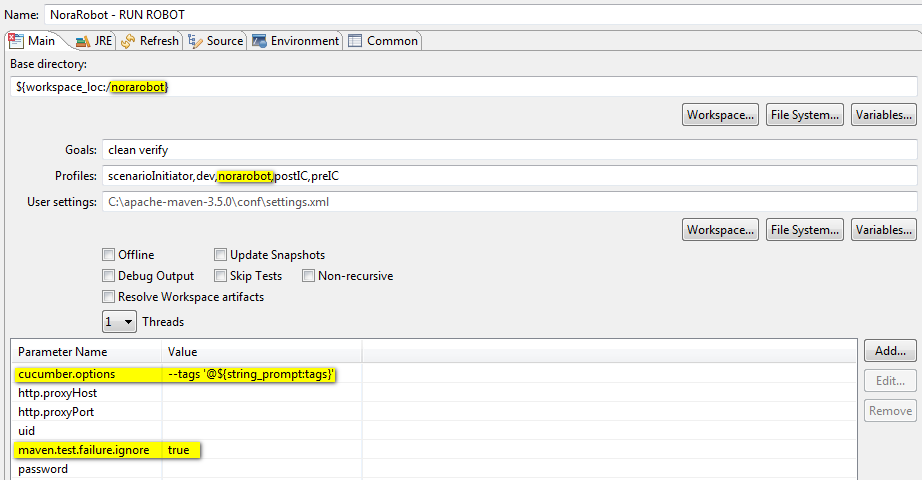 Name: NoraRobot - RUN ROBOT
Main JRE Refresh Source Environment Common
Base directory:
${workspace_loc:/norarobot}
Workspace... File System... Variables...
Goals: clean verify
Profiles: scenarioInitiator,dev,norarobot,postIC,preIC
User settings: C:\apache-maven-3.5.0\conf\settings.xml
Workspace... File System... Variables...
Offline Update Snapshots
Debug Output Skip Tests Non-recursive
Resolve Workspace artifacts
1 Threads
Parameter Name Value Add...
cucumber.options --tags '@${string_prompt:tags}' Edit...
http.proxyHost
http.proxyPort Remove
uid
maven.test.failure.ignore true
password